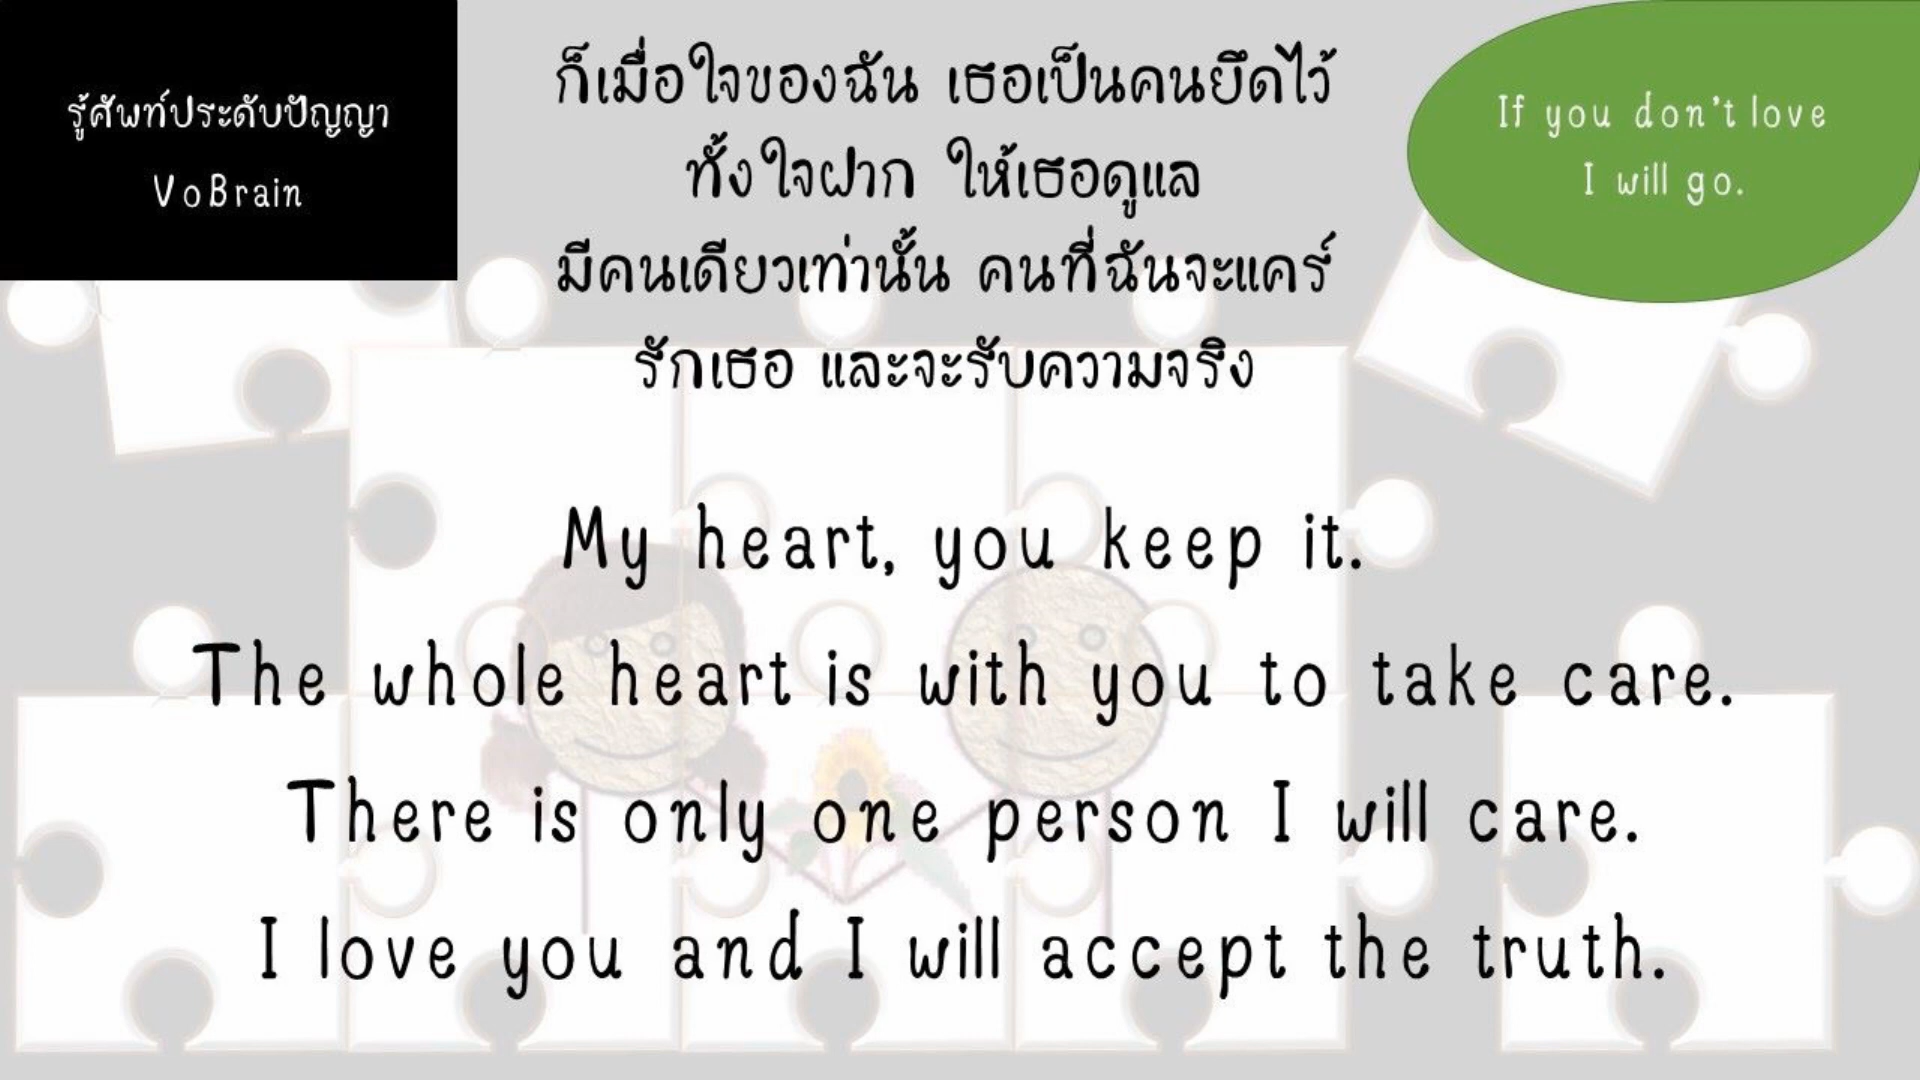 รู้ศัพท์ประดับปัญญา
VoBrain
ก็เมื่อใจของฉัน เธอเป็นคนยึดไว้
ทั้งใจฝาก ให้เธอดูแล
มีคนเดียวเท่านั้น คนที่ฉันจะแคร์
รักเธอ และจะรับความจริง
If you don't love
I will go.
My heart, you keep it.
The whole heart is with you to take care.
There is only one person I will care.
I love you and I will accept the truth.